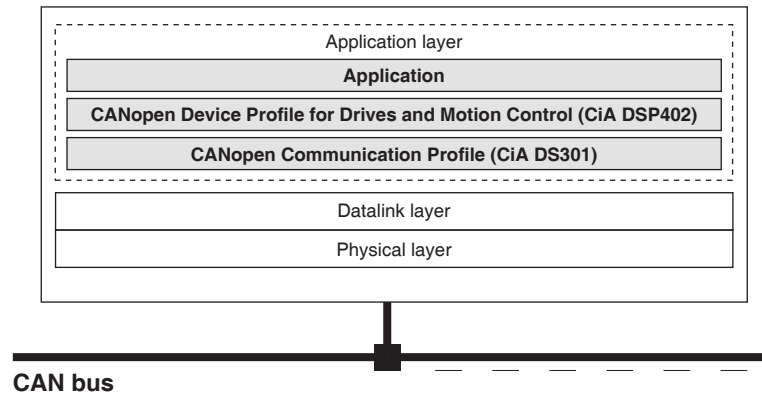 Application layer
Application
CANopen Device Profile for Drives and Motion Control (CiA DSP402)
CANopen Communication Profile (CiA DS301)
Datalink layer
Physical layer
CAN bus